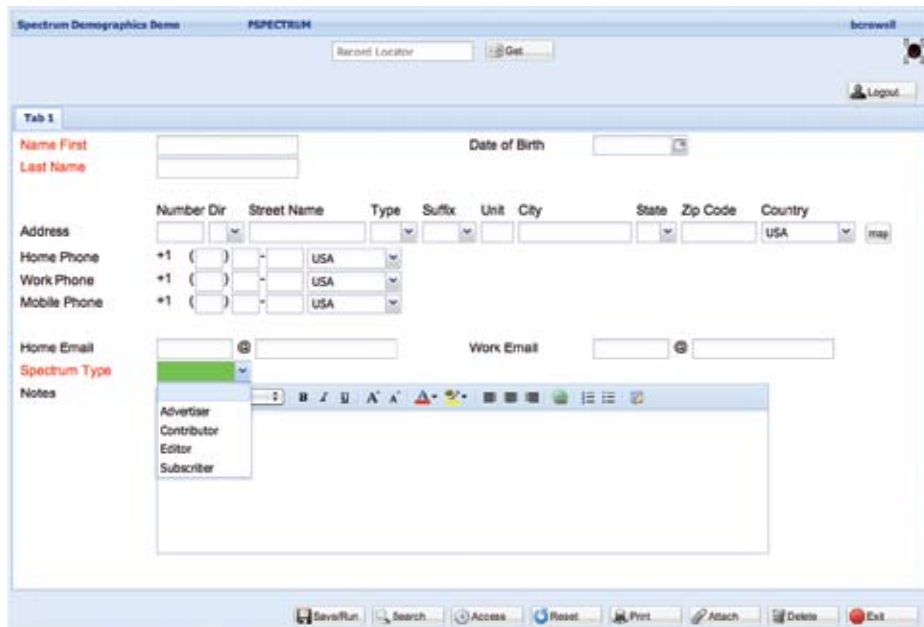 Spectrum Demographics Demo PSPECTRUM bcrowell
Record Locator Get
Logout
Tab 1
Name First Date of Birth
Last Name
Number Dir Street Name Type Suffix Unit City State Zip Code Country
Address USA map
Home Phone +1 ( ) - USA
Work Phone +1 ( ) - USA
Mobile Phone +1 ( ) - USA
Home Email @ Work Email @
Spectrum Type
Notes B I U A A A
Advertiser
Contributor
Editor
Subscriber
Save/Run Search Access Reset Print Attach Delete Exit